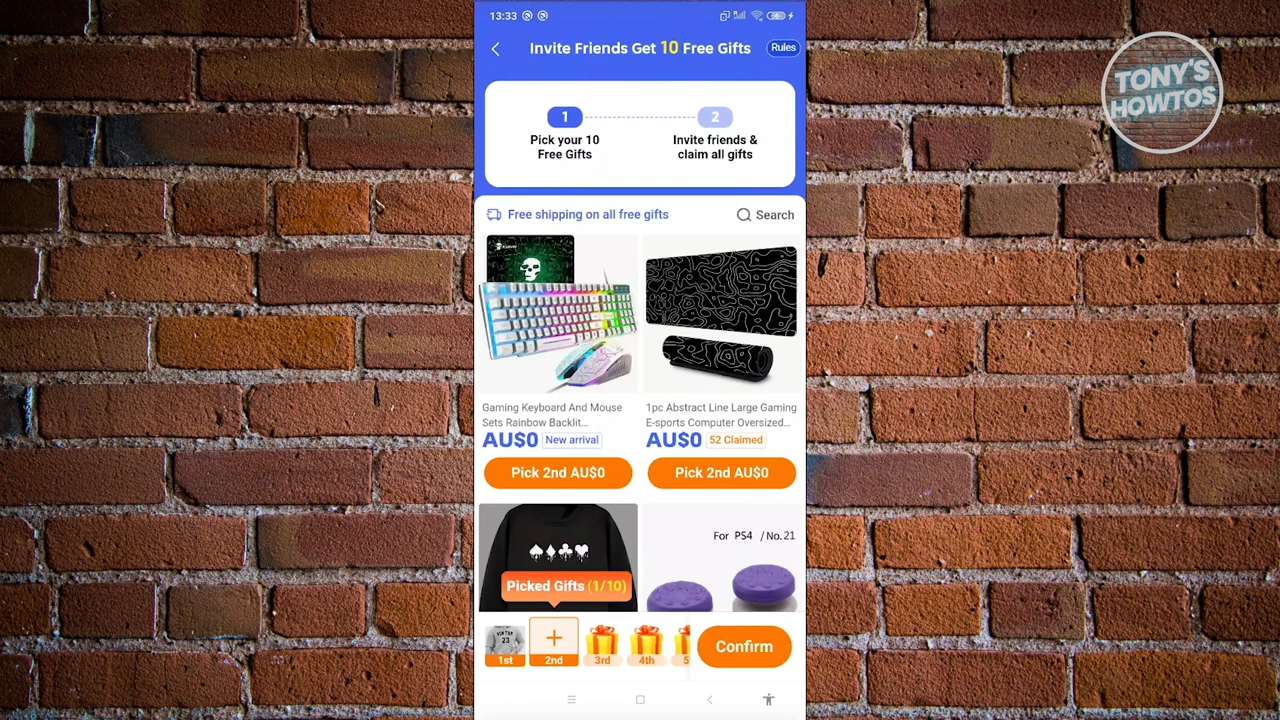 13:33
Invite Friends Get 10 Free Gifts
Rules
TONY'S
HOWTOS
1
2
Pick your 10
Free Gifts
Invite friends &
claim all gifts
Free shipping on all free gifts
Search
Gaming Keyboard And Mouse
Sets Rainbow Backlit...
AU$0 New arrival
Pick 2nd AU$0
1pc Abstract Line Large Gaming
E-sports Computer Oversized...
AU$0 52 Claimed
Pick 2nd AU$0
For PS4 /No.21
Picked Gifts (1/10)
23
1st
2nd
3rd
4th
5
Confirm